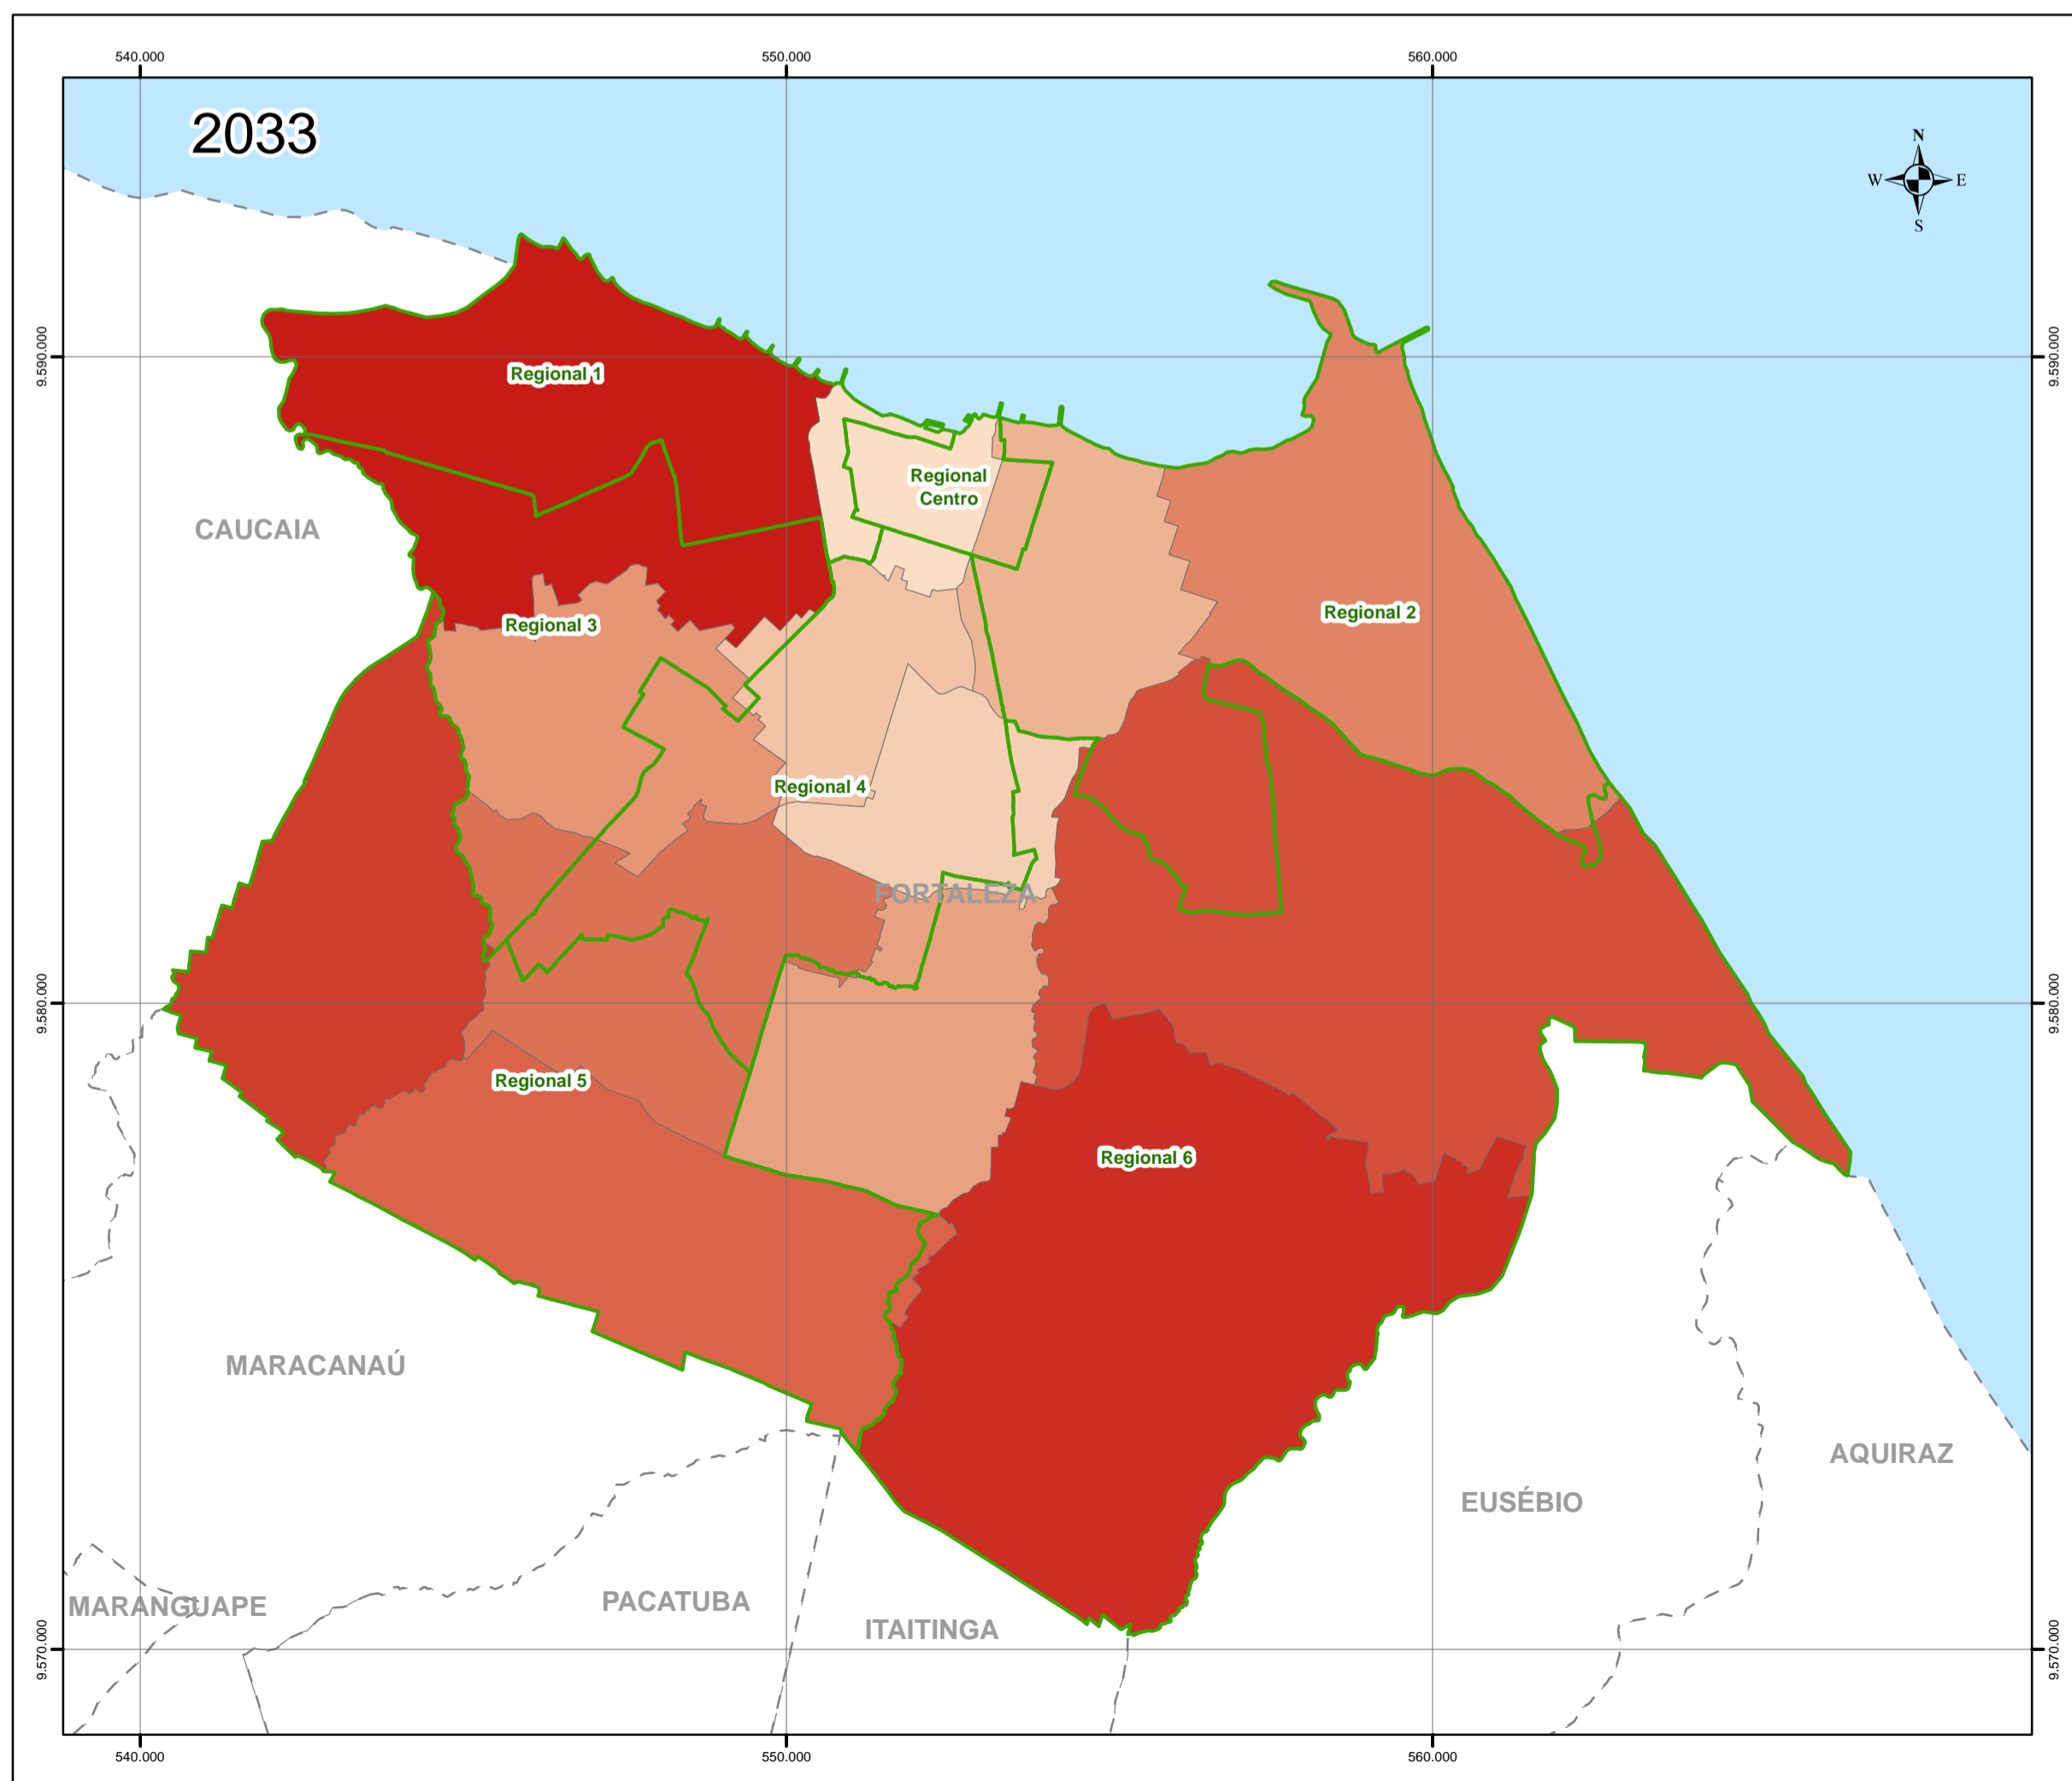 540.000
550.000
560.000
2033
N
W
E
S
9.590.000
9.590.000
Regional 1
Regional
Centro
CAUCAIA
Regional 2
Regional 3
Regional 4
FORTALEZA
9.580.000
9.580.000
Regional 5
Regional 6
MARACANAÚ
AQUIRAZ
EUSÉBIO
PACATUBA
MARANGUAPE
ITAITINGA
9.570.000
9.570.000
540.000
550.000
560.000